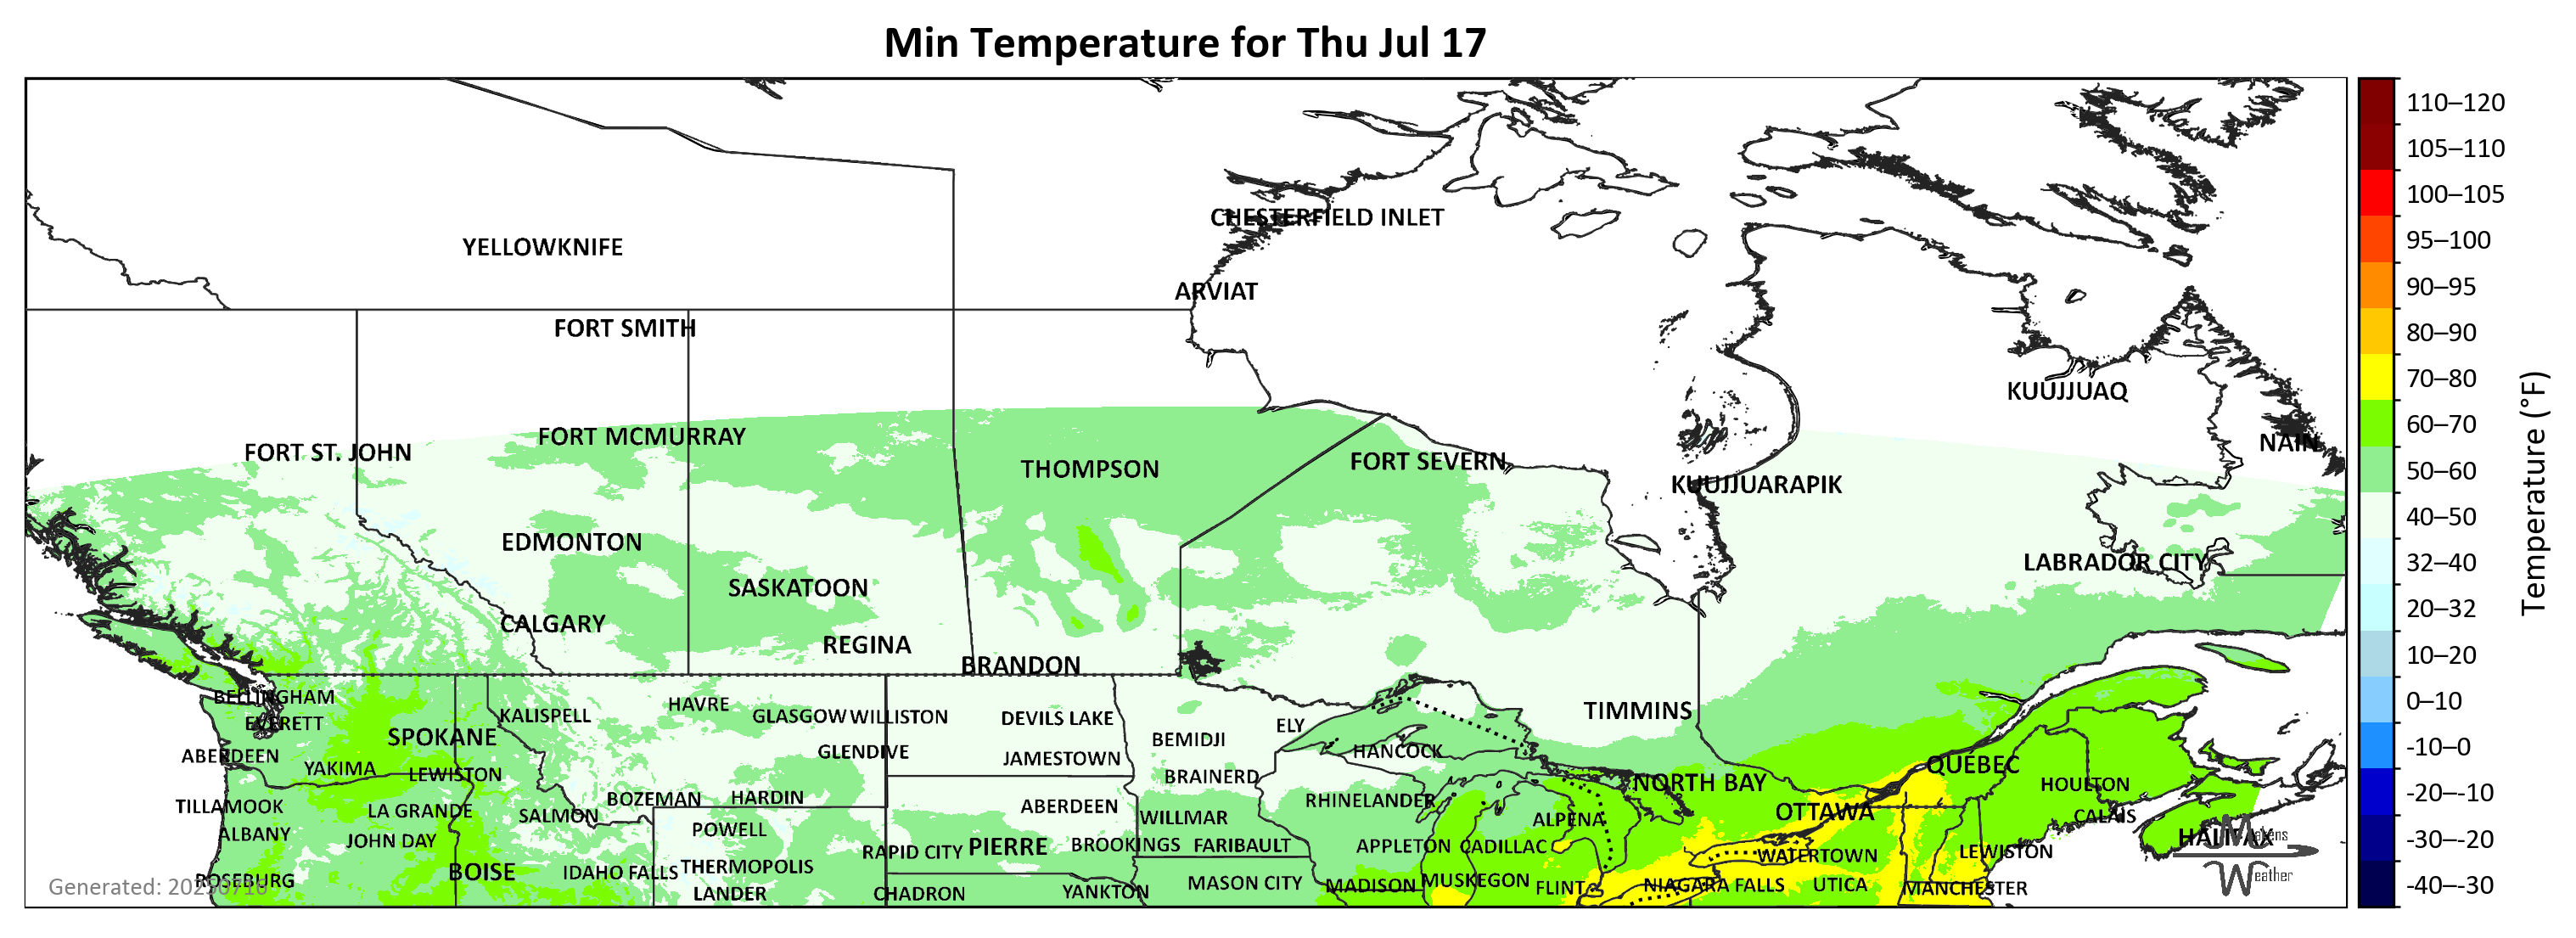 Min Temperature for Thu Jul 17
110–120
105–110
100–105
95–100
90–95
80–90
70–80
60–70
50–60
40–50
32–40
20–32
10–20
0–10
-10–0
-20–-10
-30–-20
-40–-30
Temperature (°F)
CHESTERFIELD INLET
YELLOWKNIFE
ARVIAT
FORT SMITH
KUUJJUAQ
FORT MCMURRAY
NAIN
FORT ST. JOHN
FORT SEVERN
THOMPSON
KUUJJUARAPIK
EDMONTON
LABRADOR CITY
SASKATOON
CALGARY
REGINA
BRANDON
BELLINGHAM
HAVRE
TIMMINS
KALISPELL
GLASGOW
WILLISTON
DEVILS LAKE
EVERETT
ELY
SPOKANE
BEMIDJI
HANCOCK
GLENDIVE
ABERDEEN
JAMESTOWN
QUÉBEC
YAKIMA
LEWISTON
BRAINERD
NORTH BAY
HOULTON
BOZEMAN
HARDIN
RHINELANDER
TILLAMOOK
ABERDEEN
LA GRANDE
OTTAWA
SALMON
WILLMAR
CALAIS
ALPENA
POWELL
ALBANY
HALIFAX
JOHN DAY
PIERRE
BROOKINGS
FARIBAULT
APPLETON
CADILLAC
RAPID CITY
LEWISTON
WATERTOWN
THERMOPOLIS
BOISE
IDAHO FALLS
ROSEBURG
MUSKEGON
MASON CITY
MADISON
FLINT
NIAGARA FALLS
UTICA
MANCHESTER
LANDER
CHADRON
YANKTON
Generated: 20250716
Makens
Weather